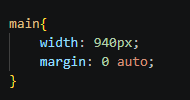 main{
    width: 940px;
    margin: 0 auto;
}